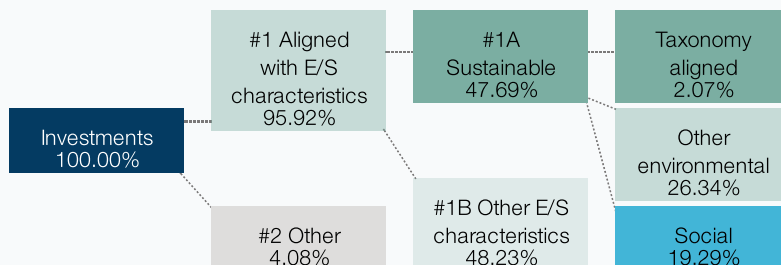 Investments
100.00%
#1 Aligned
with E/S
characteristics
95.92%
#2 Other
4.08%
#1A
Sustainable
47.69%
#1B Other E/S
characteristics
48.23%
Taxonomy
aligned
2.07%
Other
environmental
26.34%
Social
19.29%